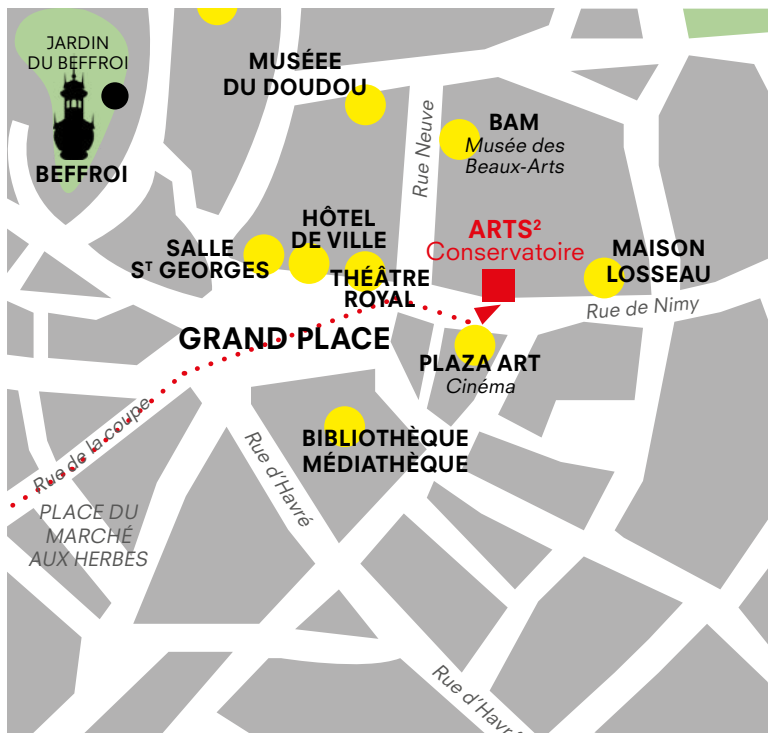 JARDIN
DU BEFFROI
BEFFROI
MUSÉEE
DU DOUDOU
Rue Neuve
BAM
Musée des
Beaux-Arts
SALLE
Sᵀ GEORGES
HÔTEL
DE VILLE
THÉÂTRE
ROYAL
ARTS²
Conservatoire
MAISON
LOSSEAU
Rue de Nimy
GRAND PLACE
PLAZA ART
Cinéma
Rue de la coupe
Rue d'Havré
BIBLIOTHÈQUE
MÉDIATHÈQUE
PLACE DU
MARCHÉ
AUX HERBES
Rue d'Havré